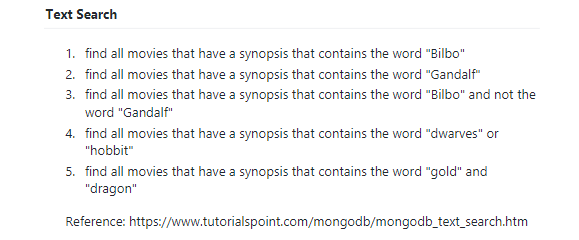 Text Search
1. find all movies that have a synopsis that contains the word "Bilbo"
2. find all movies that have a synopsis that contains the word "Gandalf"
3. find all movies that have a synopsis that contains the word "Bilbo" and not the
word "Gandalf"
4. find all movies that have a synopsis that contains the word "dwarves" or
"hobbit"
5. find all movies that have a synopsis that contains the word "gold" and
"dragon"
Reference: https://www.tutorialspoint.com/mongodb/mongodb_text_search.htm